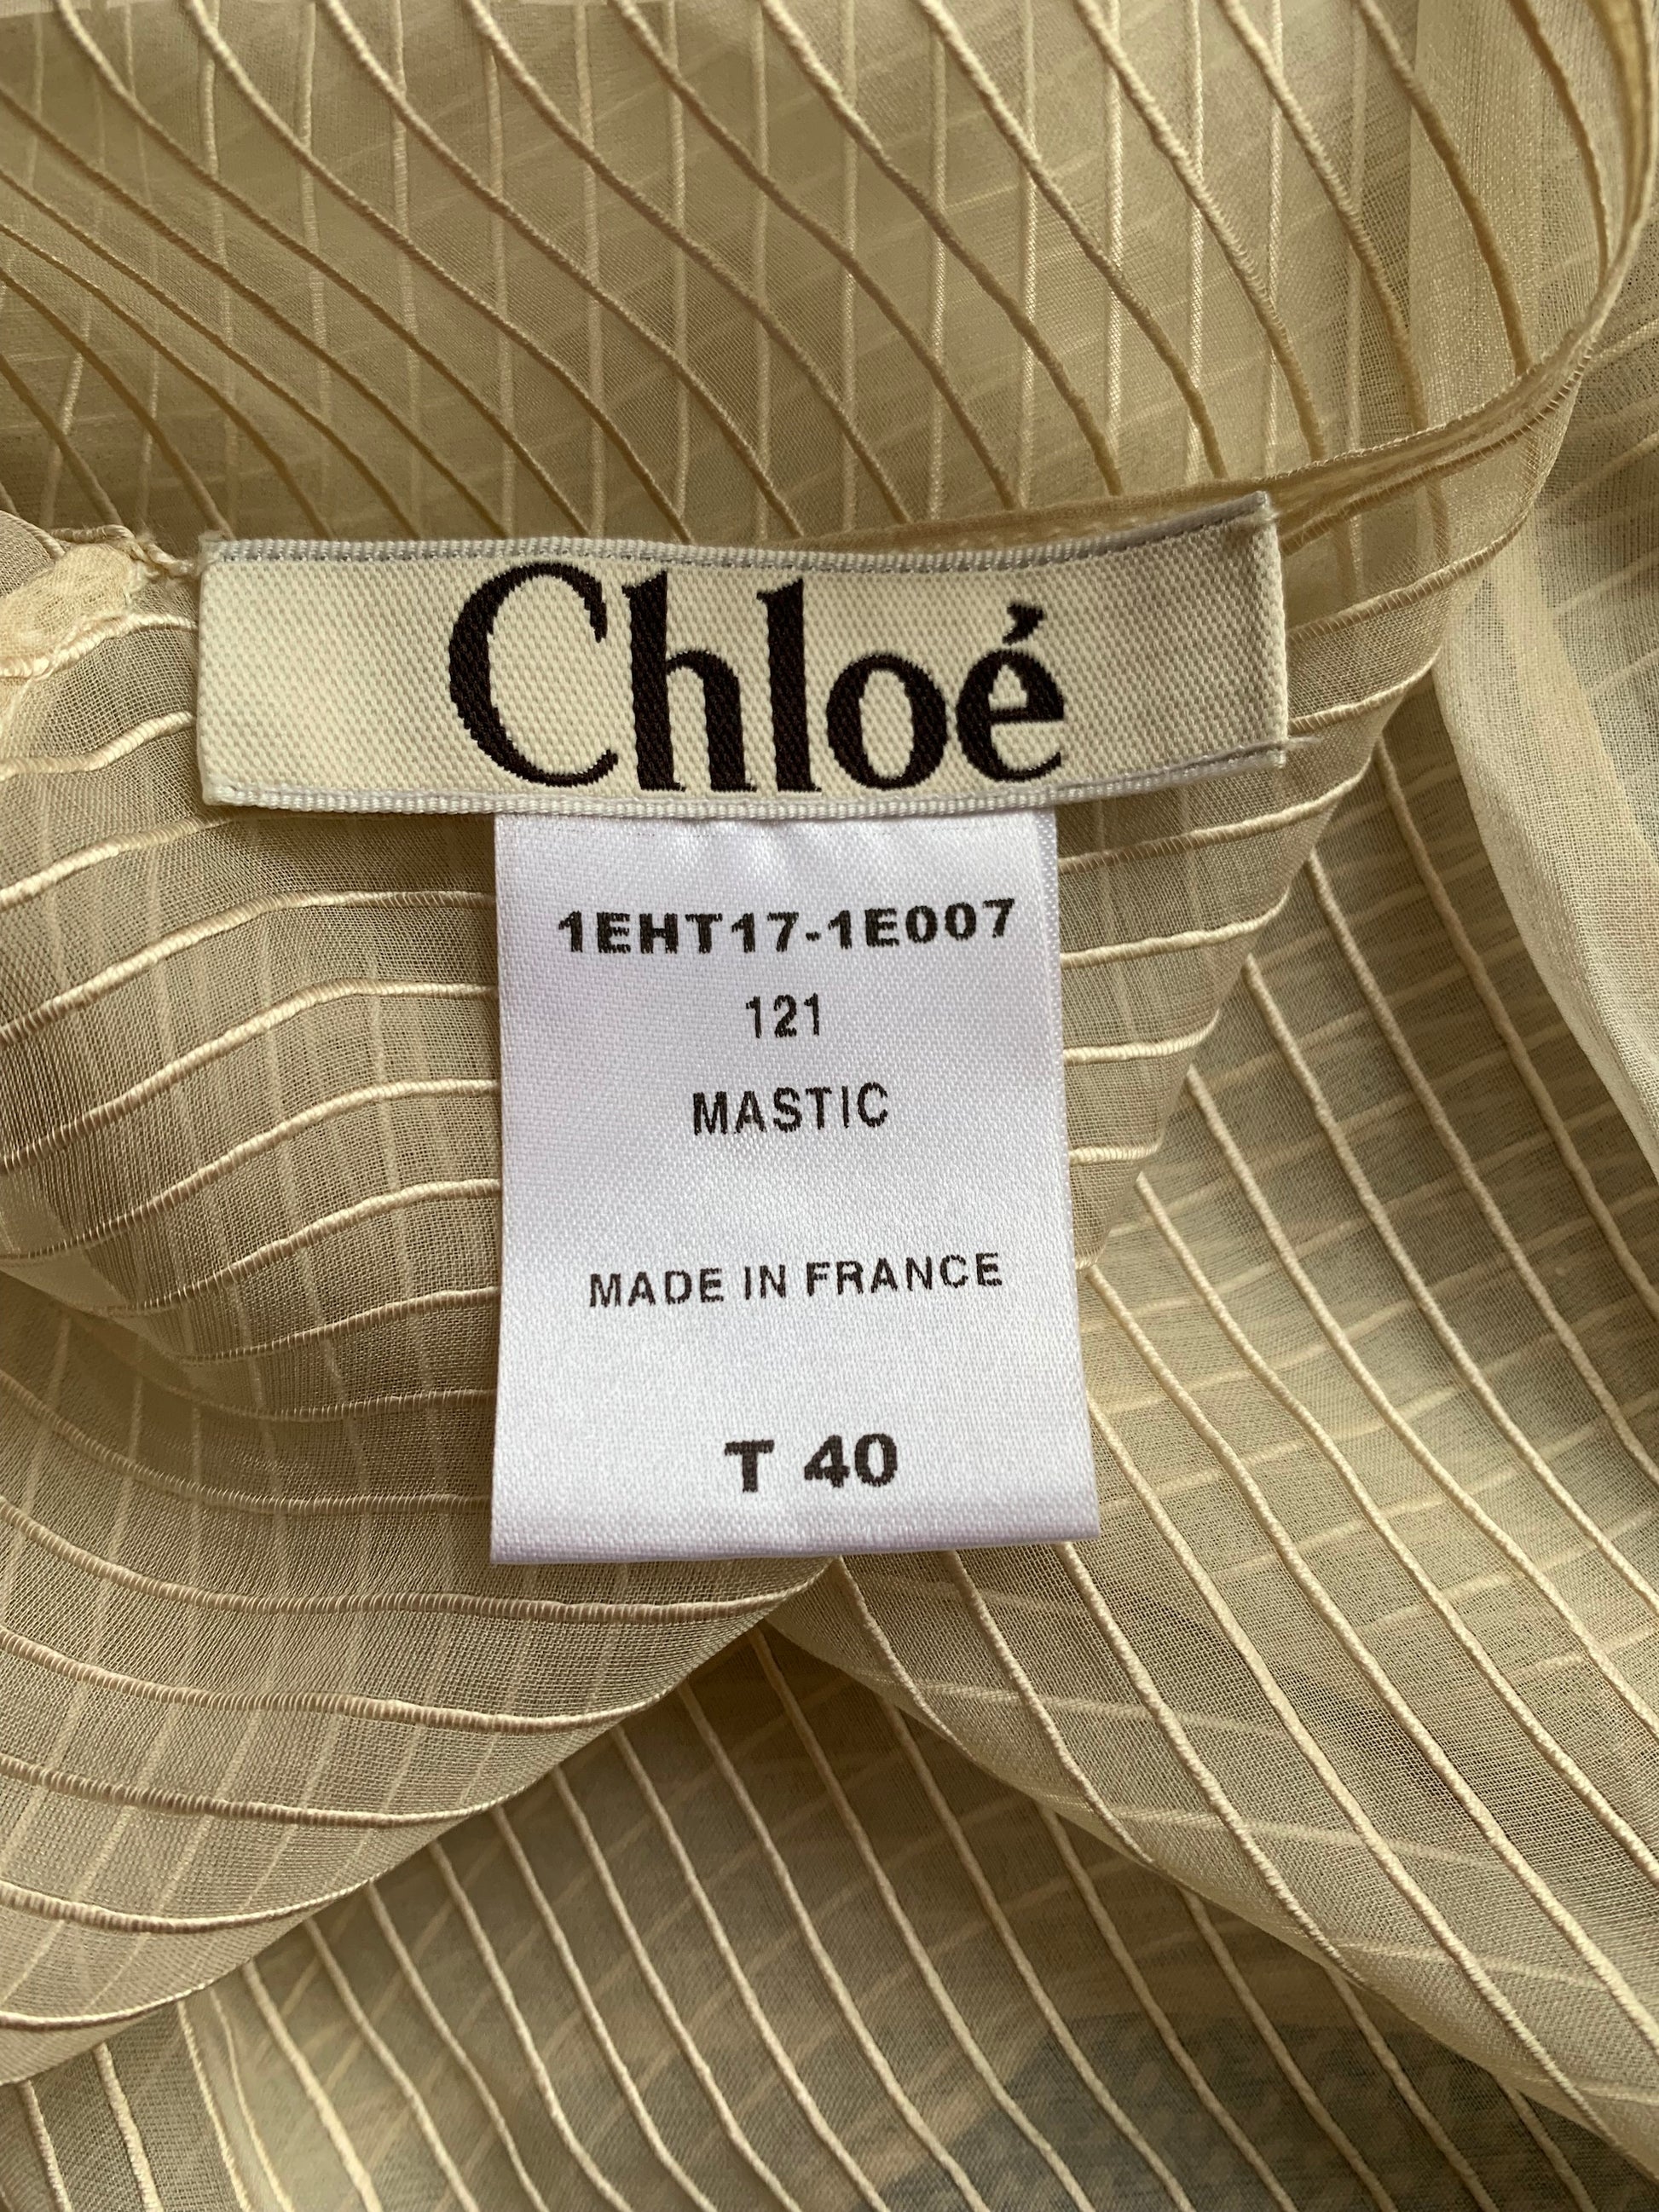 Chloé
1EHT17-1E007
121
MASTIC
MADE IN FRANCE
T 40